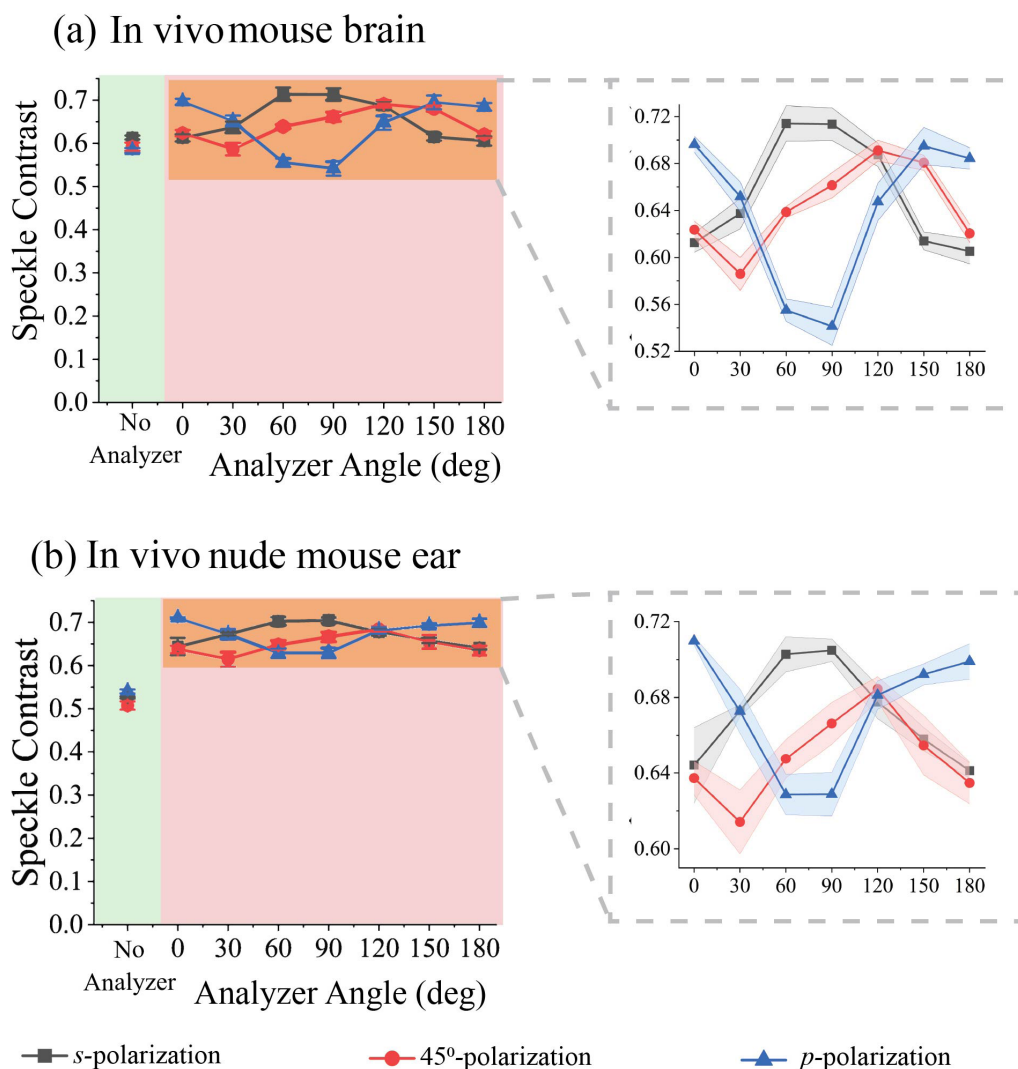 (a) In vivo mouse brain
Speckle Contrast
0.7
0.6
0.5
0.4
0.3
0.2
0.1
0.0
No Analyzer
0 30 60 90 120 150 180
Analyzer Angle (deg)
0.72
0.68
0.64
0.60
0.56
0.52
0 30 60 90 120 150 180
(b) In vivo nude mouse ear
Speckle Contrast
0.7
0.6
0.5
0.4
0.3
0.2
0.1
0.0
No
Analyzer
0 30 60 90 120 150 180
Analyzer Angle (deg)
0.72
0.68
0.64
0.60
0 30 60 90 120 150 180
s-polarization 45⁰-polarization p-polarization